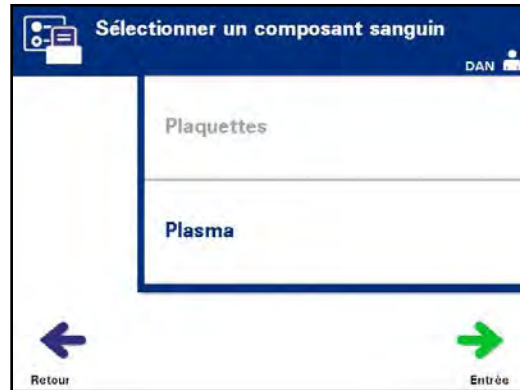 Sélectionner un composant sanguin
DAN
Plaquettes
Plasma
Retour
Entrée